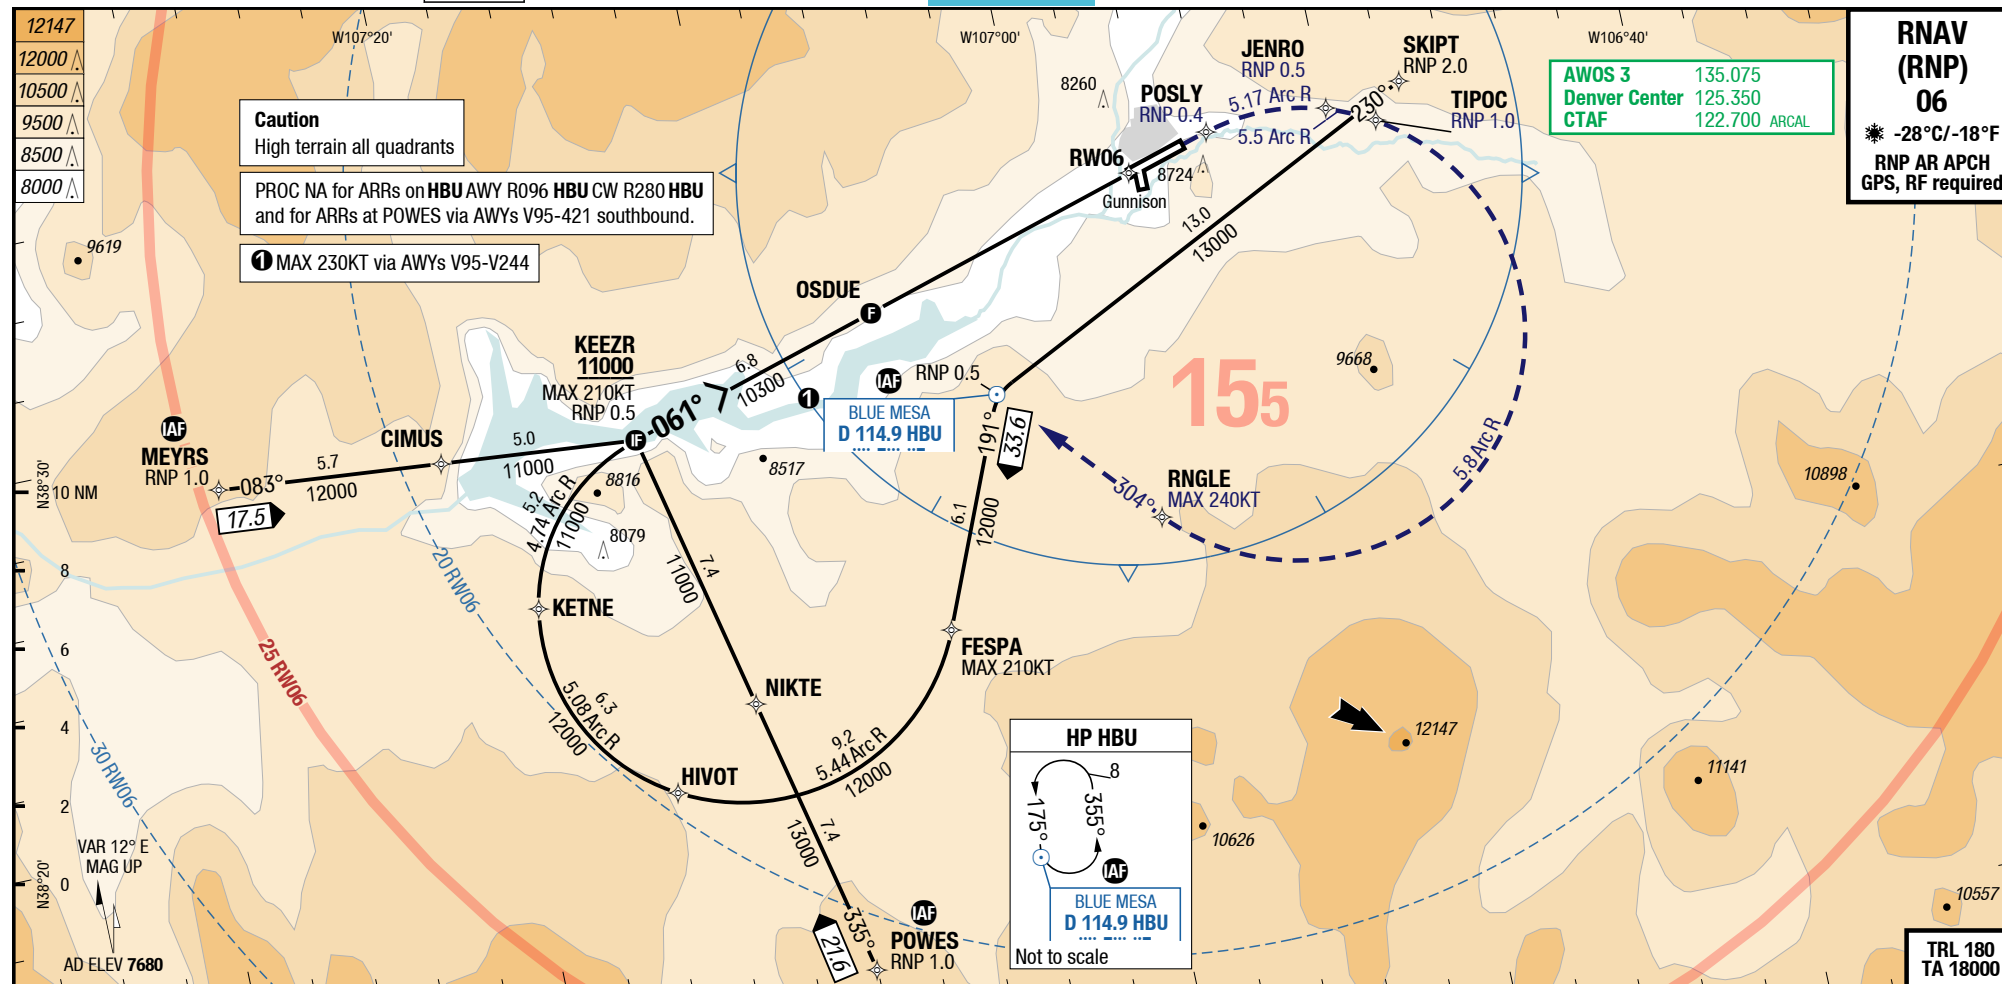 12147
12000
10500
9500
8500
8000
W107°20'
W107°00'
W106°40'
Caution
High terrain all quadrants
PROC NA for ARRs on HBU AWY R096 HBU CW R280 HBU
and for ARRs at POWES via AWYs V95-421 southbound.
1 MAX 230KT via AWYs V95-V244
RNAV
(RNP)
06
-28°C/-18°F
RNP AR APCH
GPS, RF required
AWOS 3 135.075
Denver Center 125.350
CTAF 122.700 ARCAL
JENRO
RNP 0.5
SKIPT
RNP 2.0
230°
TIPOC
RNP 1.0
POSLY
RNP 0.4
5.17 Arc R
5.5 Arc R
8260
RW06
8724
Gunnison
13.0
13000
9619
OSDUE
F
KEEZR
11000
MAX 210KT
RNP 0.5
IF
061°
6.8
10300
1
IAF
RNP 0.5
BLUE MESA
D 114.9 HBU
191°
33.6
6.1
12000
155
9668
5.8 Arc R
RNGLE
MAX 240KT
304°
10898
IAF
MEYRS
RNP 1.0
083°
17.5
5.7
12000
CIMUS
5.0
11000
8816
8517
8079
5.2
4.74 Arc R
11000
7.4
11000
KETNE
FESPA
MAX 210KT
NIKTE
6.3
5.08 Arc R
12000
HIVOT
9.2
5.44 Arc R
12000
7.4
13000
335°
21.6
IAF
POWES
RNP 1.0
HP HBU
8
175°
355°
IAF
BLUE MESA
D 114.9 HBU
Not to scale
12147
11141
10626
10557
N38°30'
10 NM
8
6
4
2
0
N38°20'
20 RW06
25 RW06
30 RW06
VAR 12° E
MAG UP
AD ELEV 7680
TRL 180
TA 18000